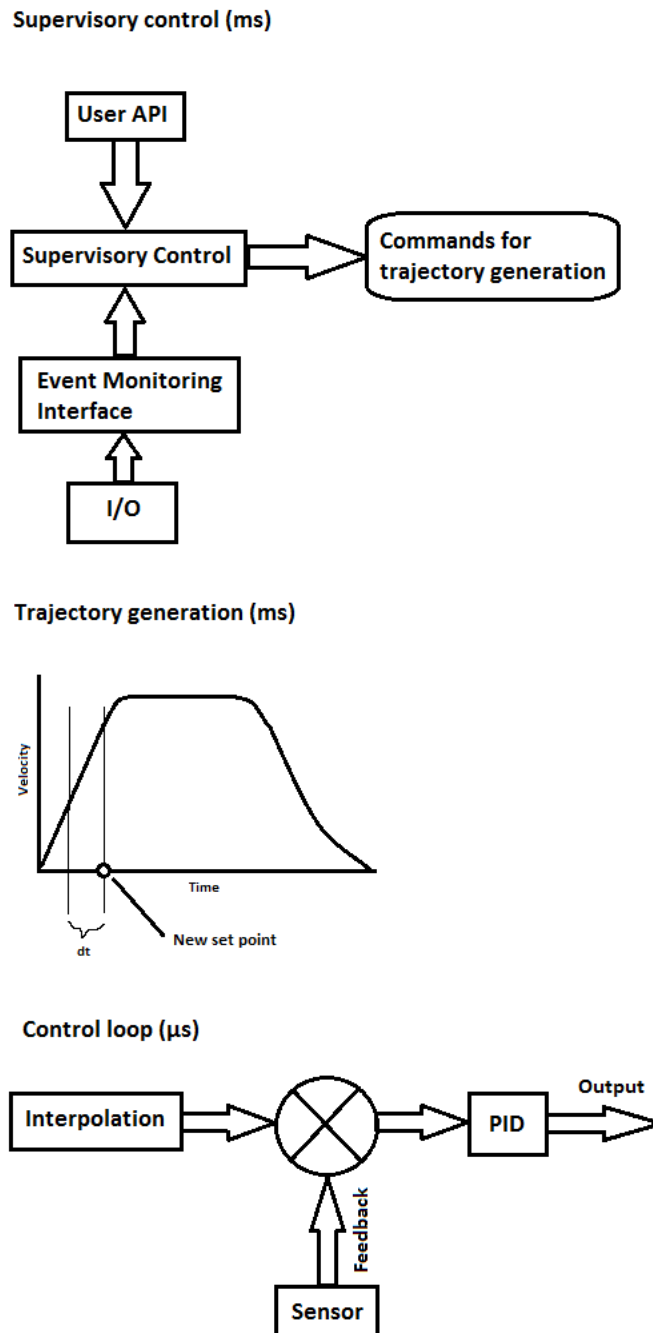 Supervisory control (ms)
User API
Supervisory Control
Commands for
trajectory generation
Event Monitoring
Interface
I/O
Trajectory generation (ms)
Velocity
Time
New set point
dt
Control loop (µs)
Output
Interpolation
PID
Feedback
Sensor